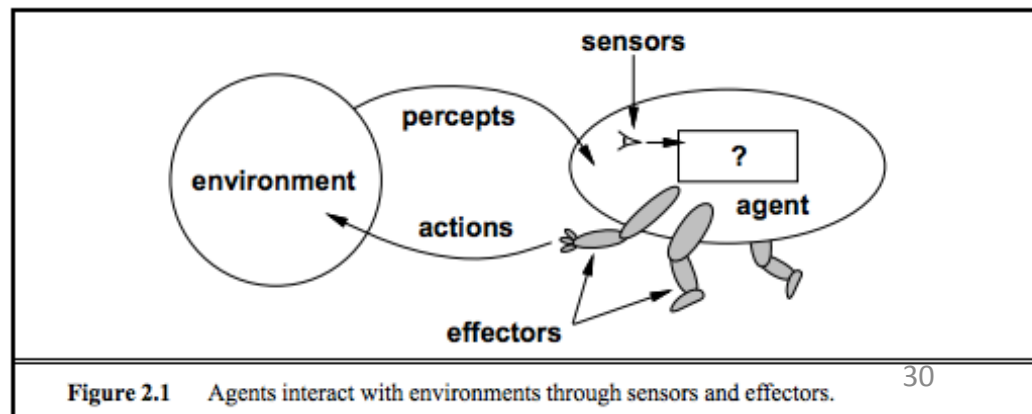 sensors
percepts
?
environment
agent
actions
effectors
30
Figure 2.1 Agents interact with environments through sensors and effectors.